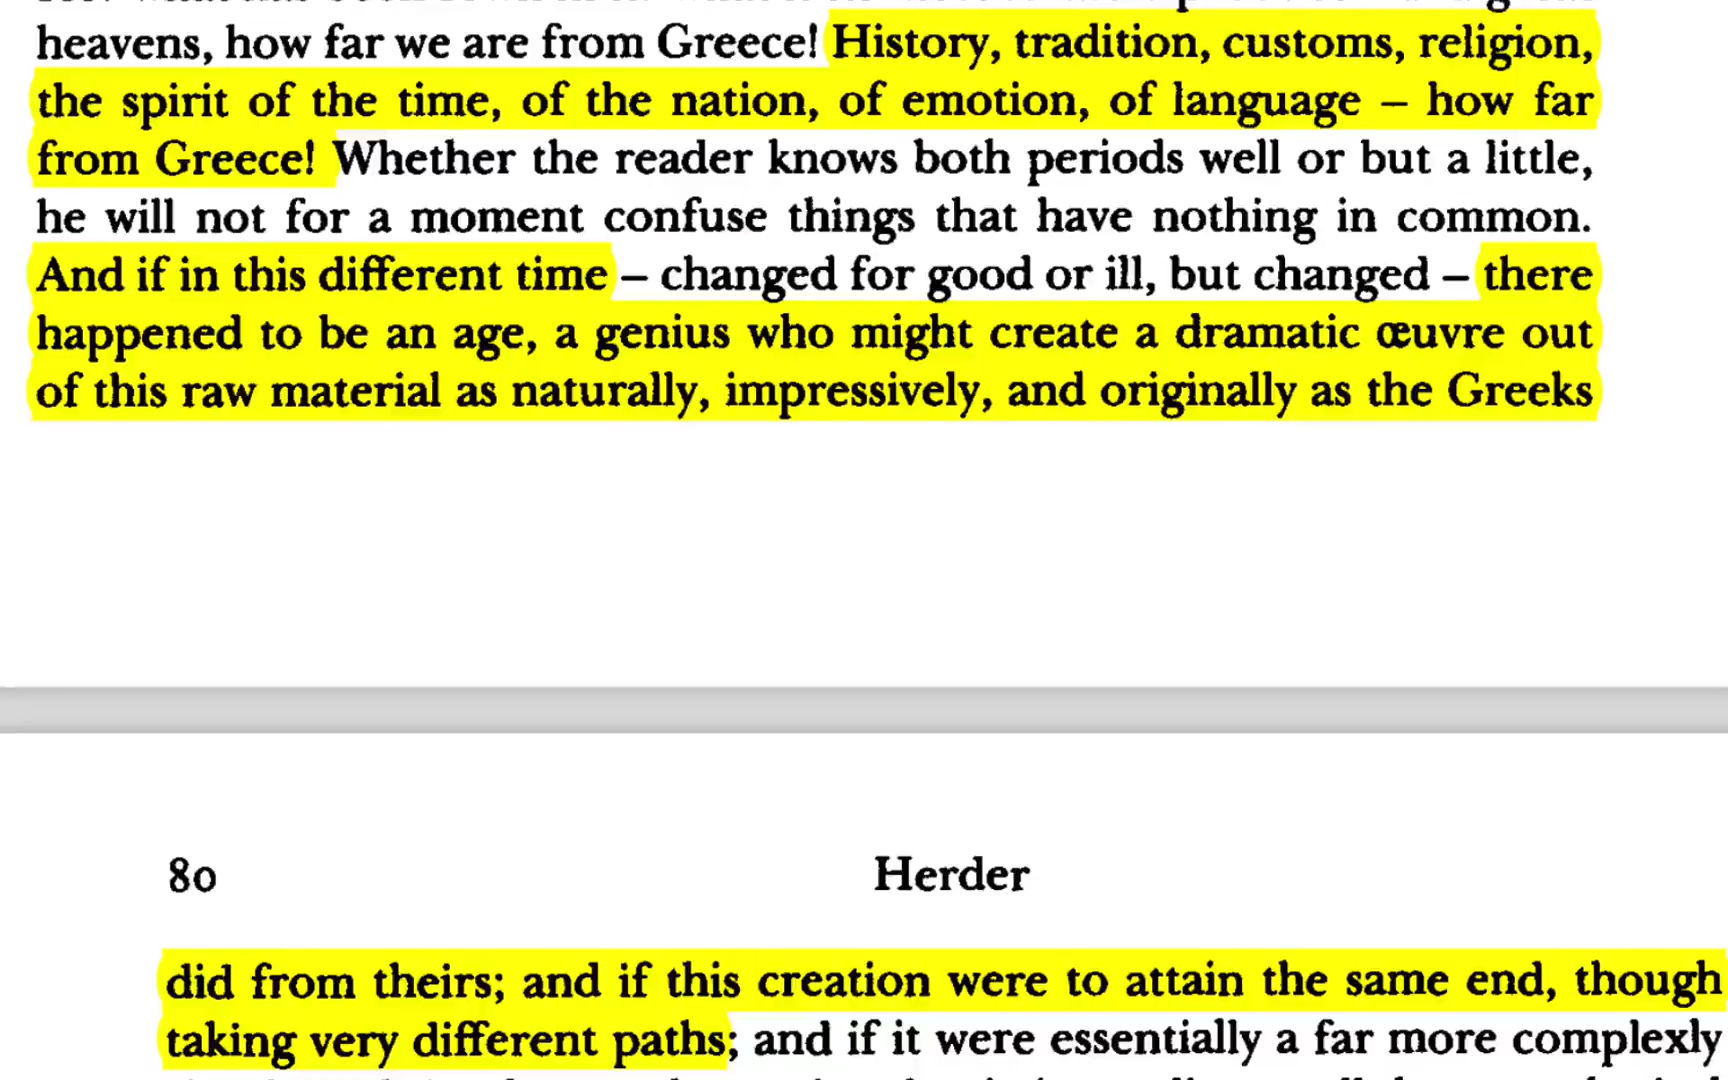 heavens, how far we are from Greece! History, tradition, customs, religion,
the spirit of the time, of the nation, of emotion, of language – how far
from Greece! Whether the reader knows both periods well or but a little,
he will not for a moment confuse things that have nothing in common.
And if in this different time – changed for good or ill, but changed – there
happened to be an age, a genius who might create a dramatic œuvre out
of this raw material as naturally, impressively, and originally as the Greeks
80 Herder
did from theirs; and if this creation were to attain the same end, though
taking very different paths; and if it were essentially a far more complexly